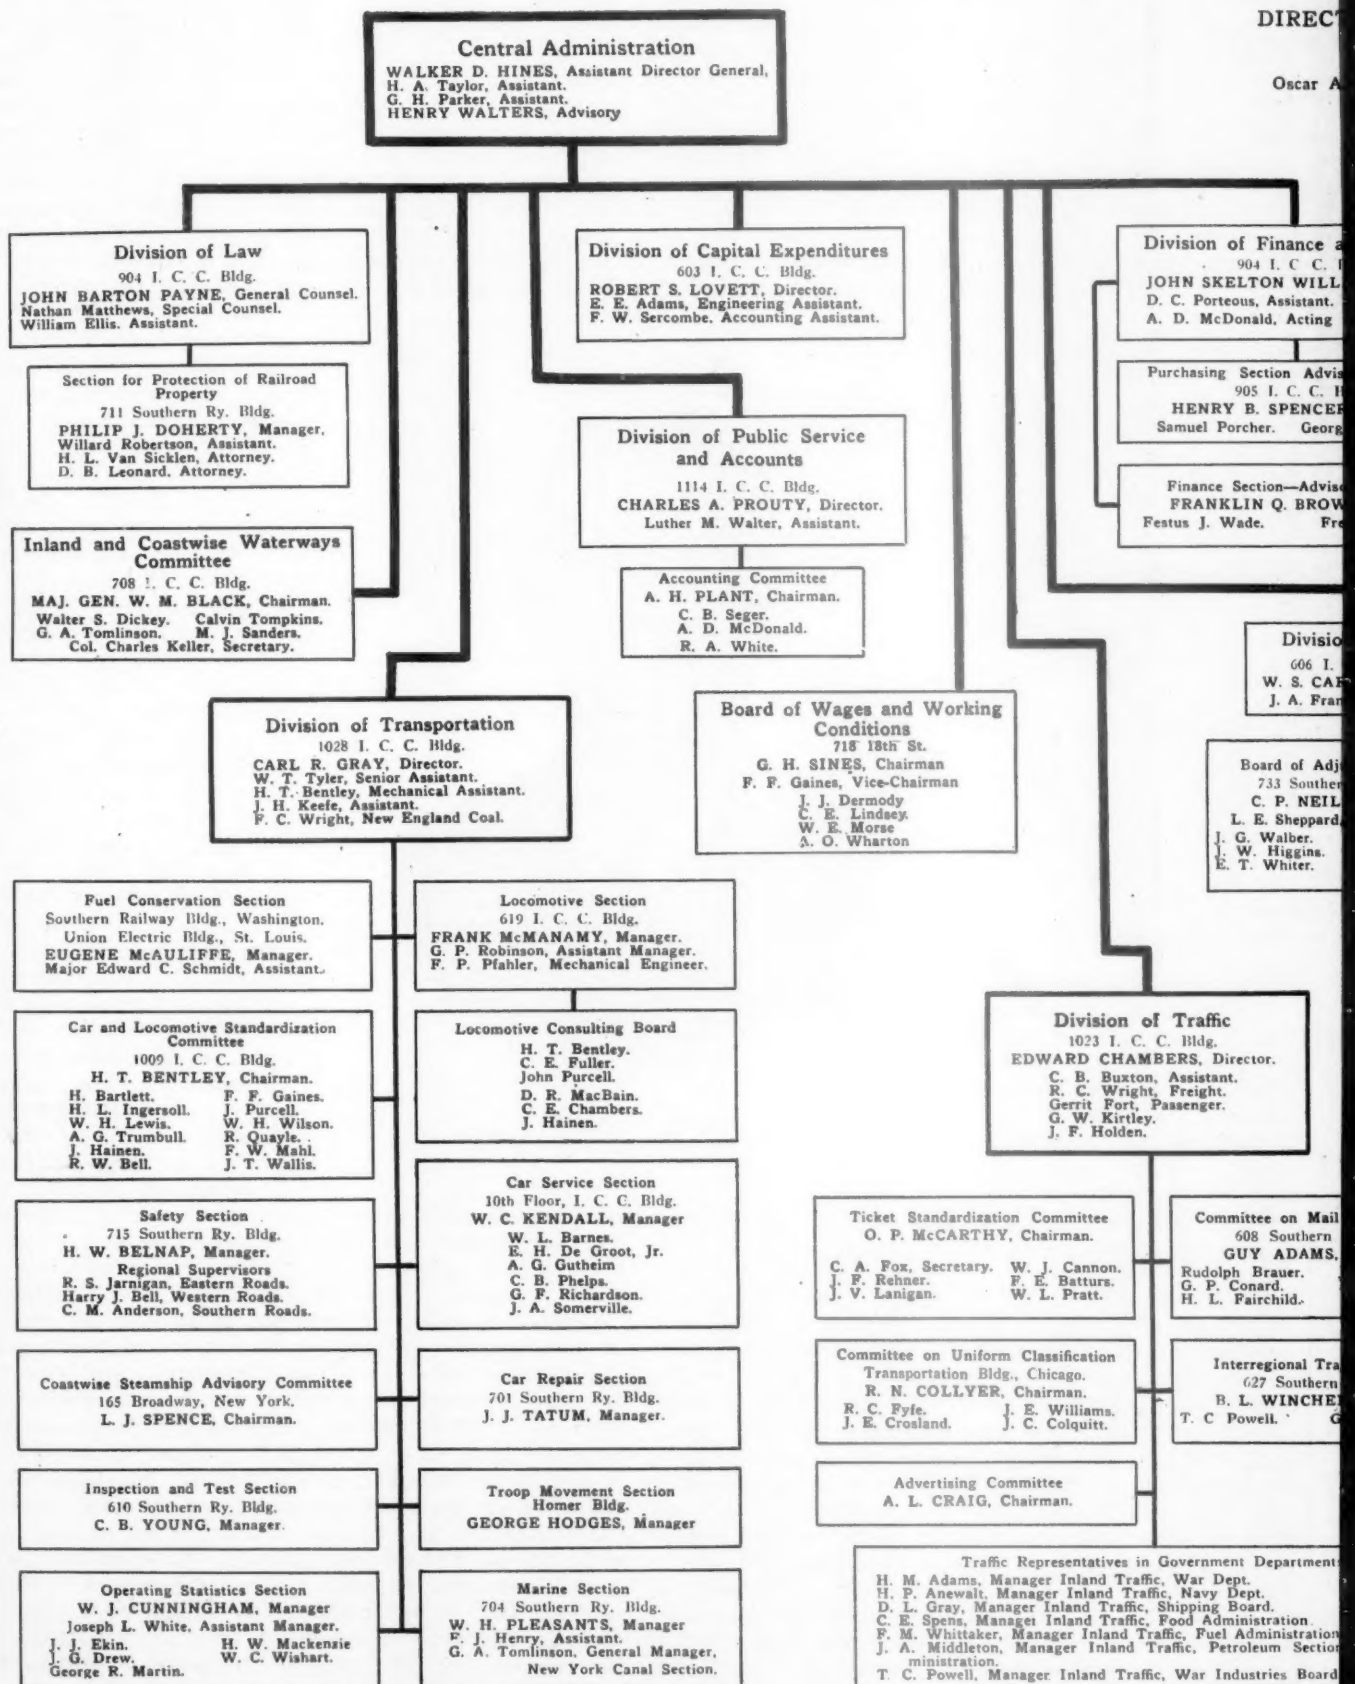 DIRECT
Oscar A
Central Administration
WALKER D. HINES, Assistant Director General,
H. A. Taylor, Assistant.
G. H. Parker, Assistant.
HENRY WALTERS, Advisory
Division of Law
904 I. C. C. Bldg.
JOHN BARTON PAYNE, General Counsel.
Nathan Matthews, Special Counsel.
William Ellis. Assistant.
Section for Protection of Railroad
Property
711 Southern Ry. Bldg.
PHILIP J. DOHERTY, Manager,
Willard Robertson, Assistant.
H. L. Van Sicklen, Attorney.
D. B. Leonard. Attorney.
Inland and Coastwise Waterways
Committee
708 I. C. C. Bldg.
MAJ. GEN. W. M. BLACK, Chairman.
Walter S. Dickey. Calvin Tompkins.
G. A. Tomlinson. M. J. Sanders.
Col. Charles Keller, Secretary.
Division of Capital Expenditures
603 I. C. C. Bldg.
ROBERT S. LOVETT, Director.
E. E. Adams, Engineering Assistant.
F. W. Sercombe. Accounting Assistant.
Division of Public Service
and Accounts
1114 I. C. C. Bldg.
CHARLES A. PROUTY, Director.
Luther M. Walter, Assistant.
Accounting Committee
A. H. PLANT, Chairman.
C. B. Seger.
A. D. McDonald.
R. A. White.
Division of Finance a
904 I. C C. I
JOHN SKELTON WILL
D. C. Porteous, Assistant.
A. D. McDonald, Acting
Purchasing Section Advis
905 I. C. C. B
HENRY B. SPENCER
Samuel Porcher. Georg
Finance Section—Adviso
FRANKLIN Q. BROW
Festus J. Wade. Fre
Divisio
606 I.
W. S. CAR
J. A. Fran
Board of Adj
733 Souther
C. P. NEIL
L. E. Sheppard
J. G. Walber.
J. W. Higgins.
E. T. Whiter.
Division of Transportation
1028 I. C. C. Bldg.
CARL R. GRAY, Director.
W. T. Tyler, Senior Assistant.
H. T. Bentley, Mechanical Assistant.
J. H. Keefe, Assistant.
F. C. Wright, New England Coal.
Board of Wages and Working
Conditions
718 18th St.
G. H. SINES, Chairman
F. F. Gaines, Vice-Chairman
J. J. Dermody
C. E. Lindsey.
W. E. Morse
A. O. Wharton
Fuel Conservation Section
Southern Railway Bldg., Washington.
Union Electric Bldg., St. Louis.
EUGENE McAULIFFE, Manager.
Major Edward C. Schmidt, Assistant.
Locomotive Section
619 I. C. C. Bldg.
FRANK McMANAMY, Manager.
G. P. Robinson, Assistant Manager.
F. P. Pfahler, Mechanical Engineer.
Car and Locomotive Standardization
Committee
1009 I. C. C. Bldg.
H. T. BENTLEY, Chairman.
H. Bartlett. F. F. Gaines.
H. L. Ingersoll. J. Purcell.
W. H. Lewis. W. H. Wilson.
A. G. Trumbull. R. Quayle.
J. Hainen. F. W. Mahl.
R. W. Bell. J. T. Wallis.
Locomotive Consulting Board
H. T. Bentley.
C. E. Fuller.
John Purcell.
D. R. MacBain.
C. E. Chambers.
J. Hainen.
Safety Section
715 Southern Ry. Bldg.
H. W. BELNAP, Manager.
Regional Supervisors
R. S. Jarnigan, Eastern Roads.
Harry J. Bell, Western Roads.
C. M. Anderson, Southern Roads.
Car Service Section
10th Floor, I. C. C. Bldg.
W. C. KENDALL, Manager
W. L. Barnes.
E. H. De Groot, Jr.
A. G. Gutheim
C. B. Phelps.
G. F. Richardson.
J. A. Somerville.
Coastwise Steamship Advisory Committee
165 Broadway, New York.
L. J. SPENCE, Chairman.
Car Repair Section
701 Southern Ry. Bldg.
J. J. TATUM, Manager.
Inspection and Test Section
610 Southern Ry. Bldg.
C. B. YOUNG, Manager.
Troop Movement Section
Homer Bldg.
GEORGE HODGES, Manager
Operating Statistics Section
W. J. CUNNINGHAM, Manager
Joseph L. White, Assistant Manager.
J. J. Ekin. H. W. Mackenzie
J. G. Drew. W. C. Wishart.
George R. Martin.
Marine Section
704 Southern Ry. Bldg.
W. H. PLEASANTS, Manager
F. J. Henry, Assistant.
G. A. Tomlinson, General Manager,
New York Canal Section.
Division of Traffic
1023 I. C. C. Bldg.
EDWARD CHAMBERS, Director.
C. B. Buxton, Assistant.
R. C. Wright, Freight.
Gerrit Fort, Passenger.
G. W. Kirtley.
J. F. Holden.
Ticket Standardization Committee
O. P. McCARTHY, Chairman.
C. A. Fox, Secretary. W. J. Cannon.
J. F. Rehner. F. E. Batturs.
J. V. Lanigan. W. L. Pratt.
Committee on Mail
608 Southern
GUY ADAMS,
Rudolph Brauer.
G. P. Conard.
H. L. Fairchild.
Committee on Uniform Classification
Transportation Bldg., Chicago.
R. N. COLLYER, Chairman.
R. C. Fyfe. J. E. Williams.
J. E. Crosland. J. C. Colquitt.
Interregional Tra
627 Southern
B. L. WINCHE
T. C Powell. G
Advertising Committee
A. L. CRAIG, Chairman.
Traffic Representatives in Government Department
H. M. Adams, Manager Inland Traffic, War Dept.
H. P. Anewalt, Manager Inland Traffic, Navy Dept.
D. L. Gray, Manager Inland Traffic, Shipping Board.
C. E. Spens, Manager Inland Traffic, Food Administration
F. M. Whittaker, Manager Inland Traffic, Fuel Administration
J. A. Middleton, Manager Inland Traffic, Petroleum Section
ministration.
T. C. Powell, Manager Inland Traffic, War Industries Board